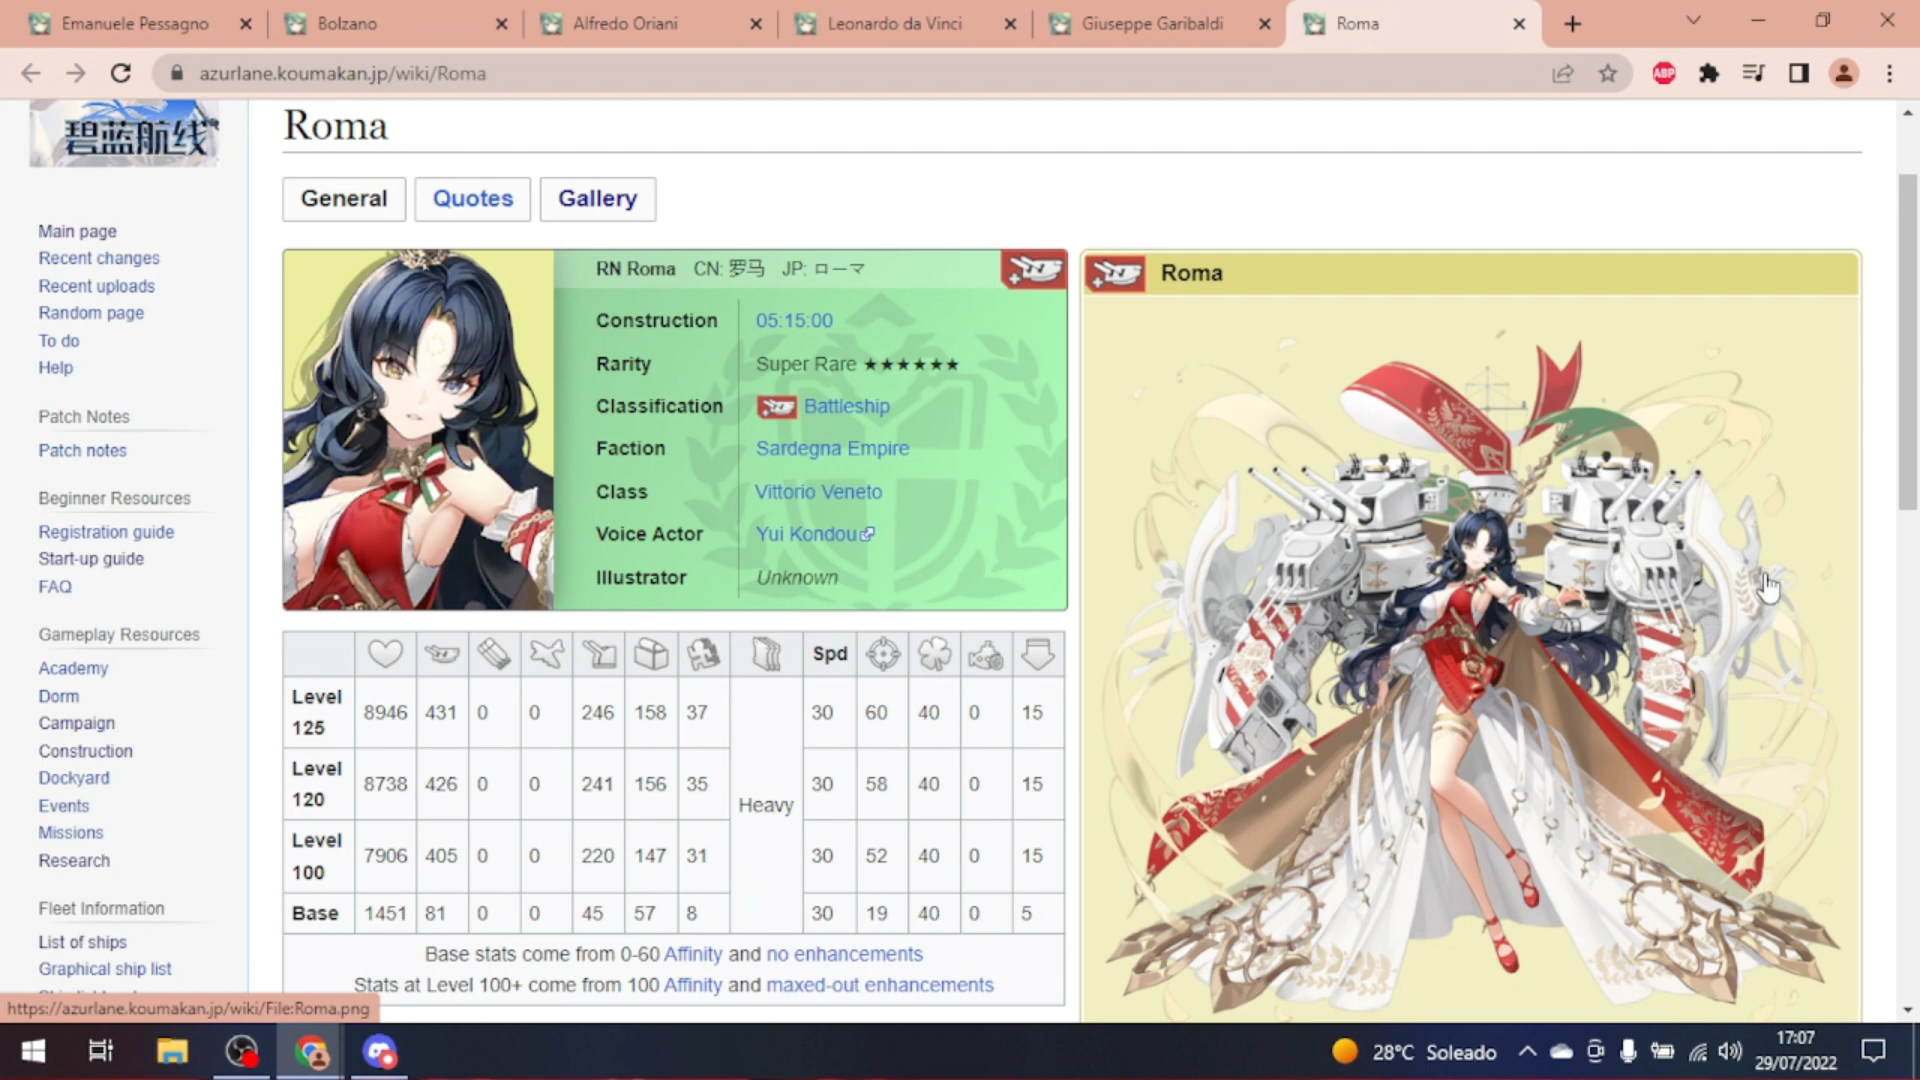 Emanuele Pessagno
Bolzano
Alfredo Oriani
Leonardo da Vinci
Giuseppe Garibaldi
Roma
azurlane.koumakan.jp/wiki/Roma
ABP
碧蓝航线
Roma
General
Quotes
Gallery
Main page
Recent changes
Recent uploads
Random page
To do
Help
Patch Notes
Patch notes
Beginner Resources
Registration guide
Start-up guide
FAQ
Gameplay Resources
Academy
Dorm
Campaign
Construction
Dockyard
Events
Missions
Research
Fleet Information
List of ships
Graphical ship list
RN Roma CN: 罗马 JP: ローマ
Construction 05:15:00
Rarity Super Rare ★★★★★★
Classification Battleship
Faction Sardegna Empire
Class Vittorio Veneto
Voice Actor Yui Kondou
Illustrator Unknown
Roma
Spd
Level 125 8946 431 0 0 246 158 37 Heavy 30 60 40 0 15
Level 120 8738 426 0 0 241 156 35 30 58 40 0 15
Level 100 7906 405 0 0 220 147 31 30 52 40 0 15
Base 1451 81 0 0 45 57 8 30 19 40 0 5
Base stats come from 0-60 Affinity and no enhancements
Stats at Level 100+ come from 100 Affinity and maxed-out enhancements
https://azurlane.koumakan.jp/wiki/File:Roma.png
28°C Soleado
17:07
29/07/2022